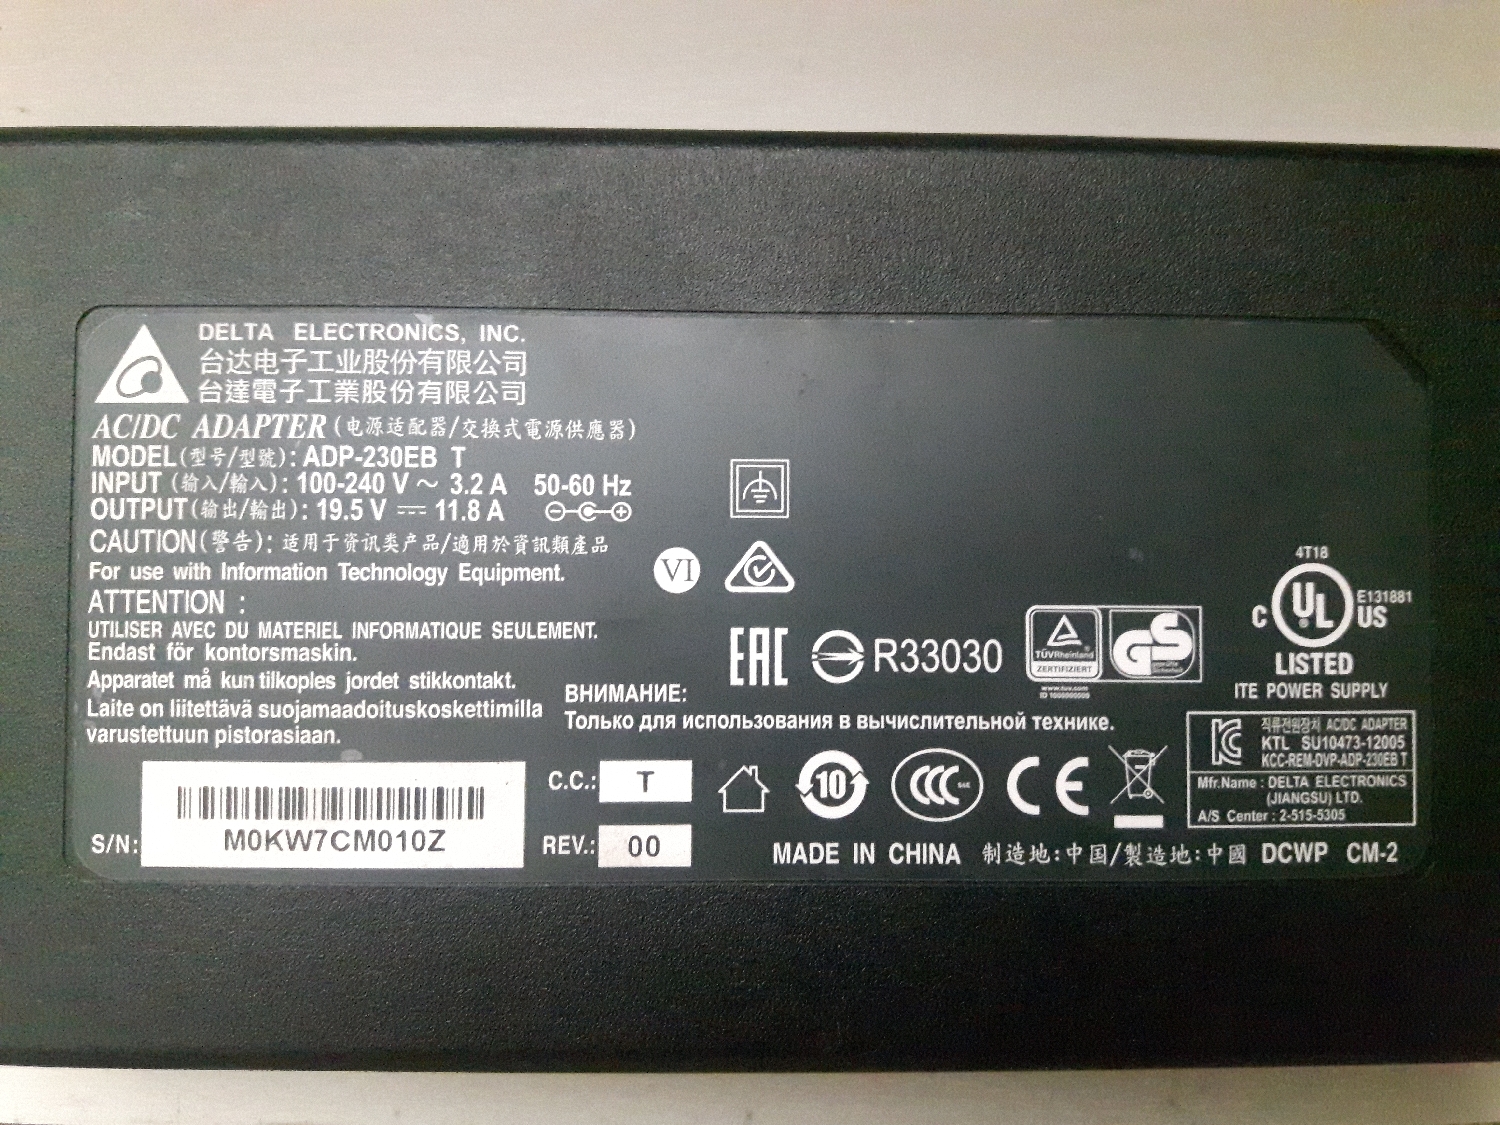 DELTA ELECTRONICS, INC.
台达电子工业股份有限公司
台達電子工業股份有限公司
AC/DC ADAPTER (电源适配器/交換式電源供應器)
MODEL(型号/型號): ADP-230EB T
INPUT (输入/輸入): 100-240 V ~ 3.2 A 50-60 Hz
OUTPUT(输出/輸出): 19.5 V ⎓ 11.8 A
CAUTION(警告): 适用于资讯类产品/適用於資訊類產品
For use with Information Technology Equipment.
VI
ATTENTION :
UTILISER AVEC DU MATERIEL INFORMATIQUE SEULEMENT.
Endast för kontorsmaskin.
Apparatet må kun tilkoples jordet stikkontakt.
Laite on liitettävä suojamaadoituskoskettimilla
varustettuun pistorasiaan.
ВНИМАНИЕ:
Только для использования в вычислительной технике.
EAC
R33030
TÜVRheinland
ZERTIFIZIERT
www.tuv.com
GS
geprüfte
Sicherheit
4T18
C UL US
E131881
LISTED
ITE POWER SUPPLY
직류전원장치 AC/DC ADAPTER
KTL SU10473-12005
KCC-REM-DVP-ADP-230EB T
Mfr.Name : DELTA ELECTRONICS
(JIANGSU) LTD.
A/S Center : 2-515-5305
S/N: M0KW7CM010Z
C.C.: T
REV.: 00
10
CCC
CE
MADE IN CHINA 制造地:中国/製造地:中國 DCWP CM-2